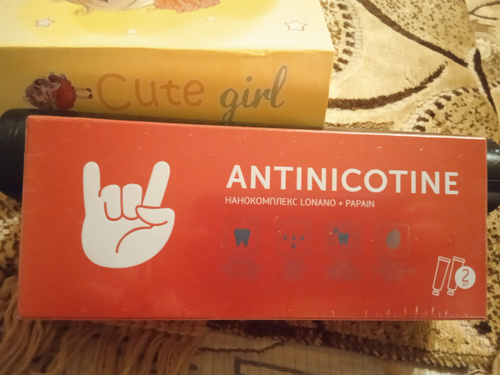 Cute girl
ANTINICOTINE
НАНОКОМПЛЕКС LONANO + PAPAIN
2